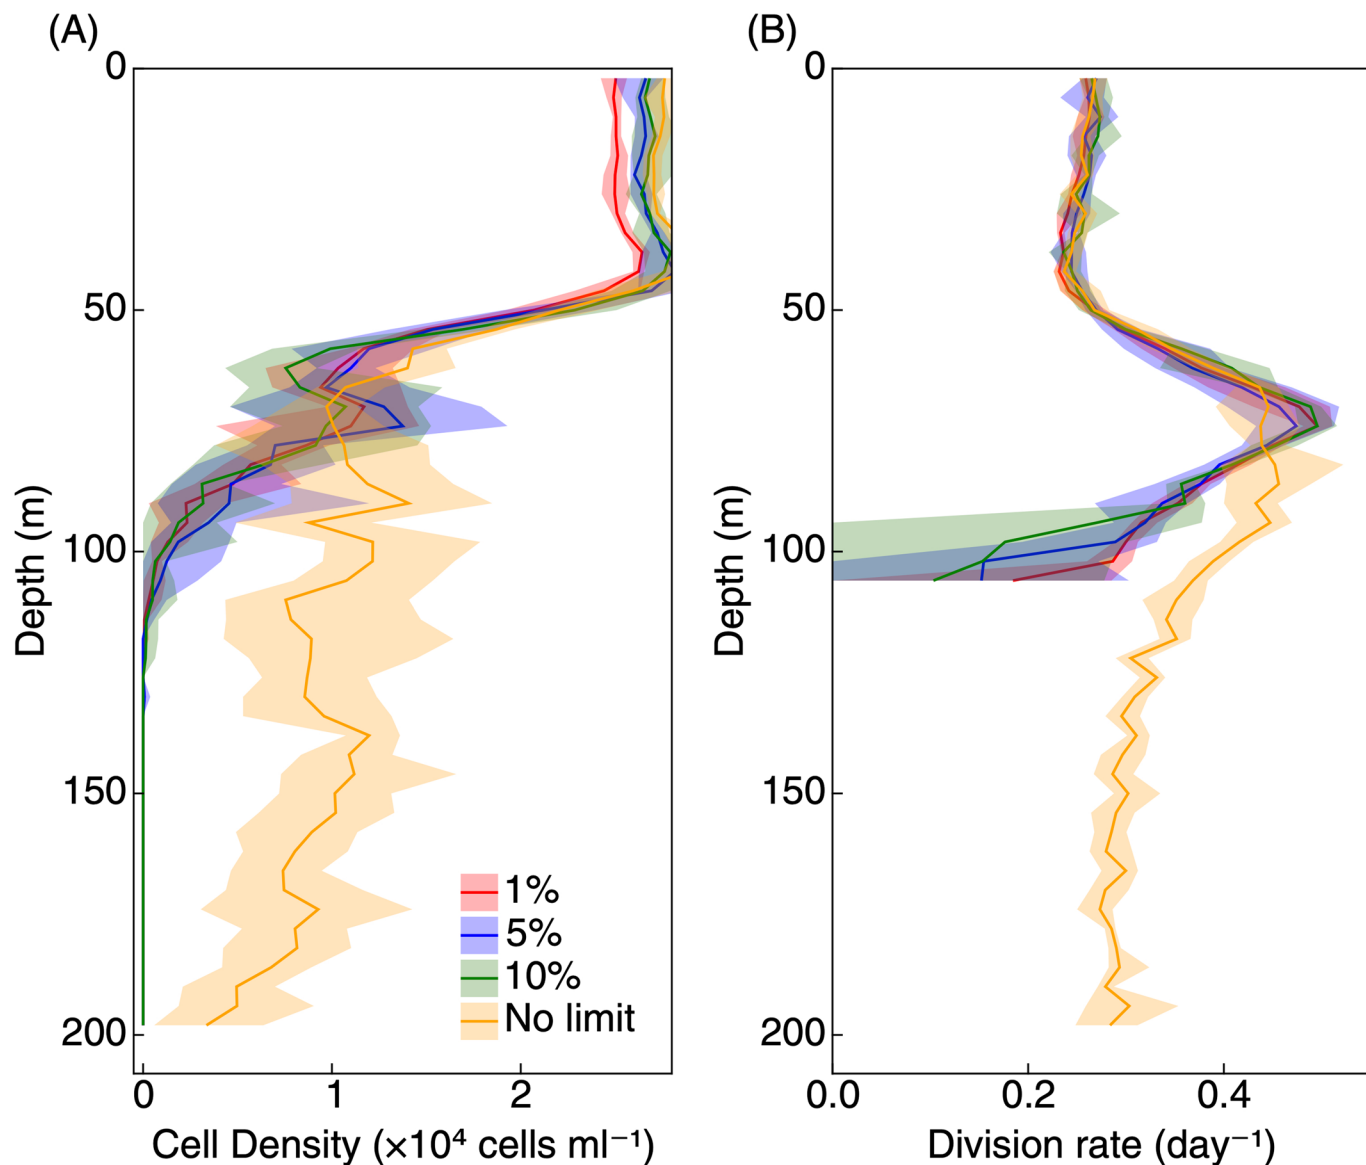 (A)
(B)
0
50
100
150
200
Depth (m)
0
1
2
Cell Density (×10⁴ cells ml⁻¹)
1%
5%
10%
No limit
0
50
100
150
200
Depth (m)
0.0
0.2
0.4
Division rate (day⁻¹)